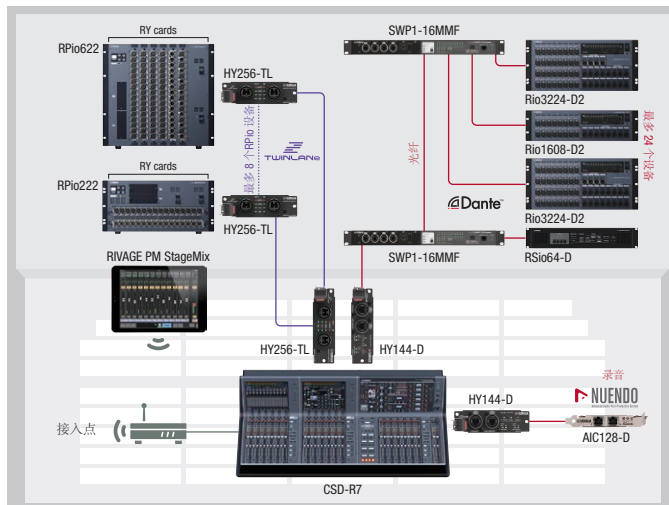 RY cards
RPio622
HY256-TL
最多 8 个RPio 设备
TWINLANe
RY cards
RPio222
HY256-TL
SWP1-16MMF
Rio3224-D2
Rio1608-D2
最多 24 个设备
光纤
Dante™
Rio3224-D2
SWP1-16MMF
RSio64-D
RIVAGE PM StageMix
HY256-TL
HY144-D
接入点
CSD-R7
HY144-D
录音
NUENDO
AIC128-D